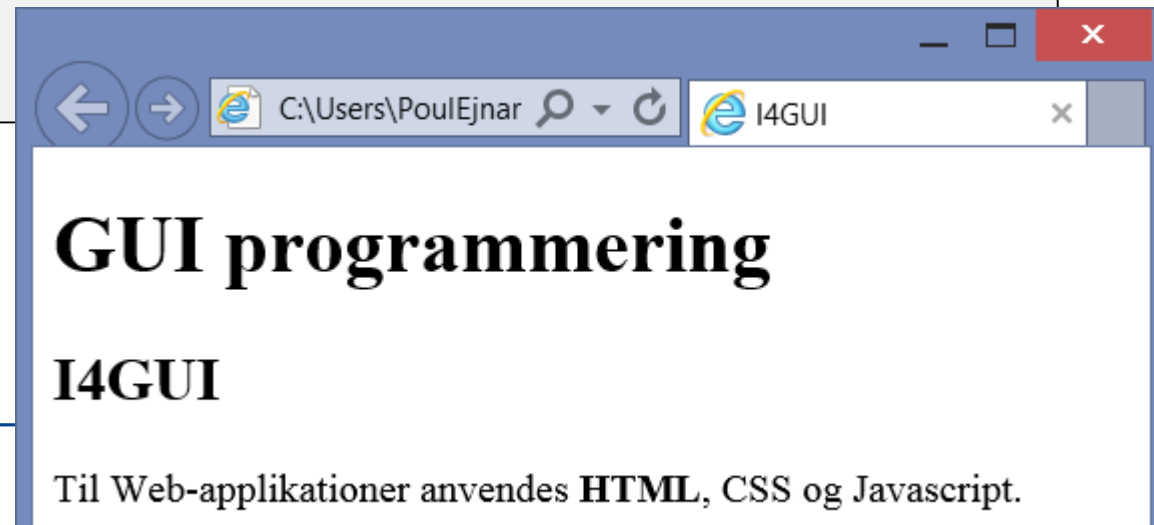 C:\Users\PoulEjnar
I4GUI
GUI programmering
I4GUI
Til Web-applikationer anvendes HTML, CSS og Javascript.